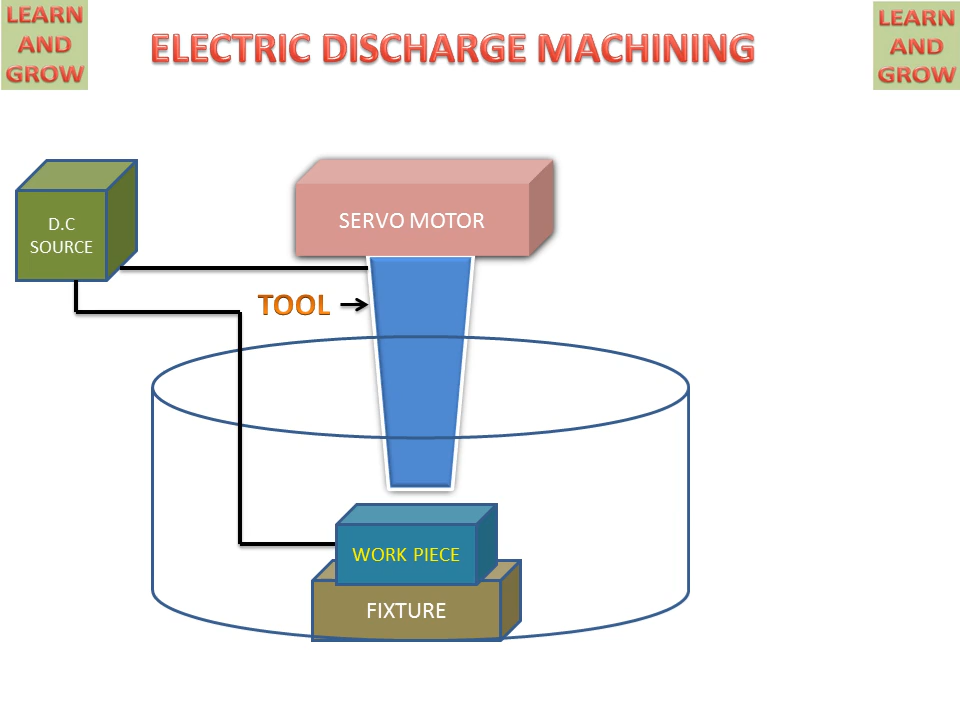 LEARN
AND
GROW
ELECTRIC DISCHARGE MACHINING
LEARN
AND
GROW
D.C
SOURCE
SERVO MOTOR
TOOL
WORK PIECE
FIXTURE